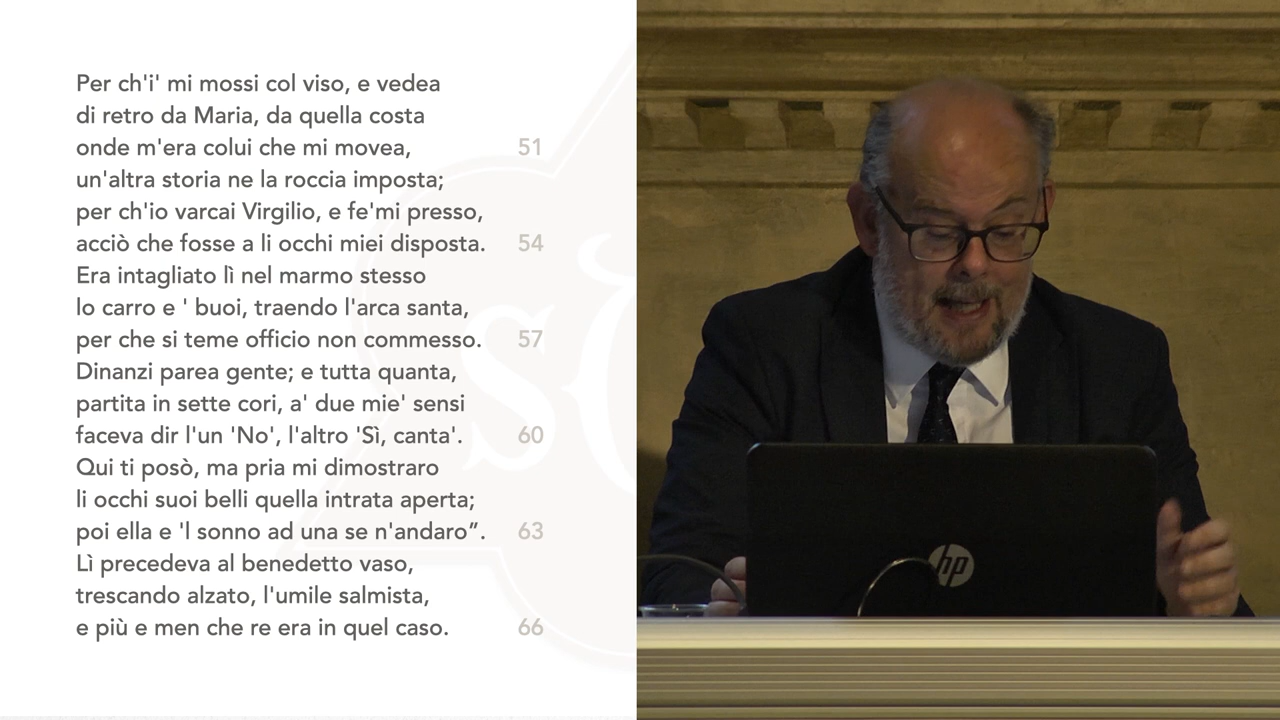 Per ch'i' mi mossi col viso, e vedea
di retro da Maria, da quella costa
onde m'era colui che mi movea, 51
un'altra storia ne la roccia imposta;
per ch'io varcai Virgilio, e fe'mi presso,
acciò che fosse a li occhi miei disposta. 54
Era intagliato lì nel marmo stesso
lo carro e ' buoi, traendo l'arca santa,
per che si teme officio non commesso. 57
Dinanzi parea gente; e tutta quanta,
partita in sette cori, a' due mie' sensi
faceva dir l'un 'No', l'altro 'Sì, canta'. 60
Qui ti posò, ma pria mi dimostraro
li occhi suoi belli quella intrata aperta;
poi ella e 'l sonno ad una se n'andaro”. 63
Lì precedeva al benedetto vaso,
trescando alzato, l'umile salmista,
e più e men che re era in quel caso. 66
hp